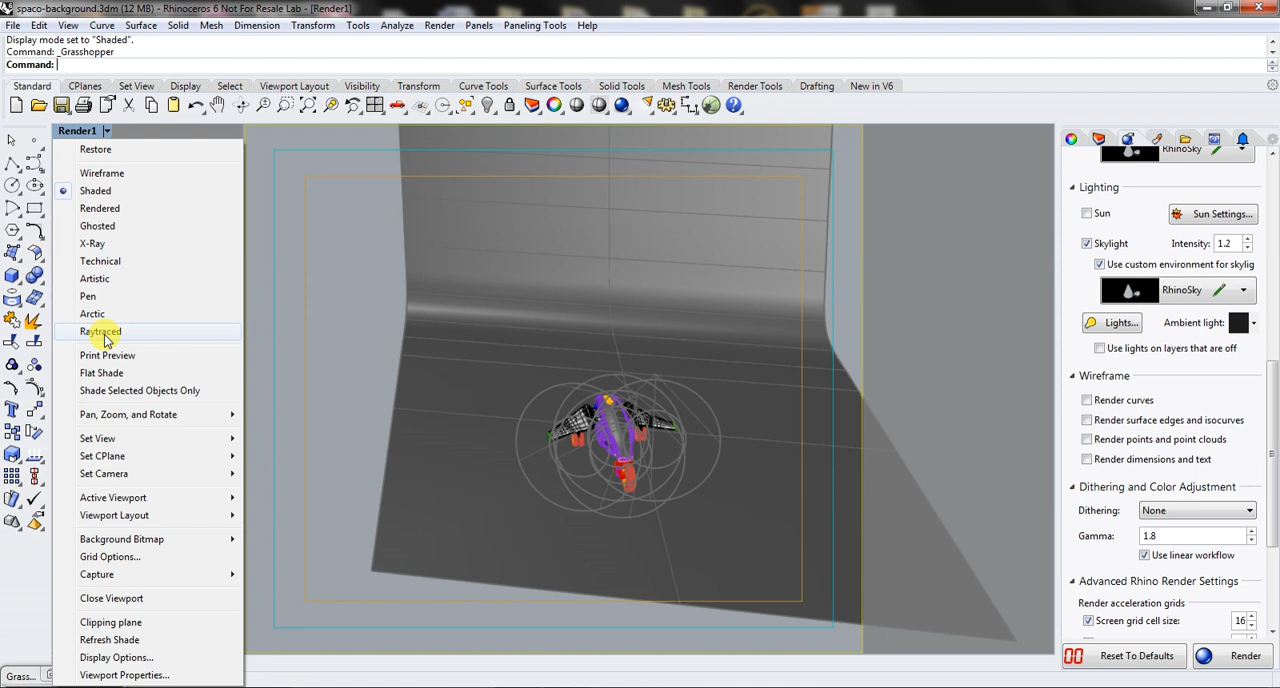 spaco-background.3dm (12 MB) - Rhinoceros 6 Not For Resale Lab - [Render1]
File Edit View Curve Surface Solid Mesh Dimension Transform Tools Analyze Render Panels Paneling Tools Help
Display mode set to "Shaded".
Command: _Grasshopper
Command:
Standard CPlanes Set View Display Select Viewport Layout Visibility Transform Curve Tools Surface Tools Solid Tools Mesh Tools Render Tools Drafting New in V6
Render1
Restore
Wireframe
Shaded
Rendered
Ghosted
X-Ray
Technical
Artistic
Pen
Arctic
Raytraced
Print Preview
Flat Shade
Shade Selected Objects Only
Pan, Zoom, and Rotate
Set View
Set CPlane
Set Camera
Active Viewport
Viewport Layout
Background Bitmap
Grid Options...
Capture
Close Viewport
Clipping plane
Refresh Shade
Display Options...
Viewport Properties...
Grass...
RhinoSky
Lighting
Sun Sun Settings...
Skylight Intensity: 1.2
Use custom environment for skylig
RhinoSky
Lights... Ambient light:
Use lights on layers that are off
Wireframe
Render curves
Render surface edges and isocurves
Render points and point clouds
Render dimensions and text
Dithering and Color Adjustment
Dithering: None
Gamma: 1.8
Use linear workflow
Advanced Rhino Render Settings
Render acceleration grids
Screen grid cell size: 16
Reset To Defaults Render